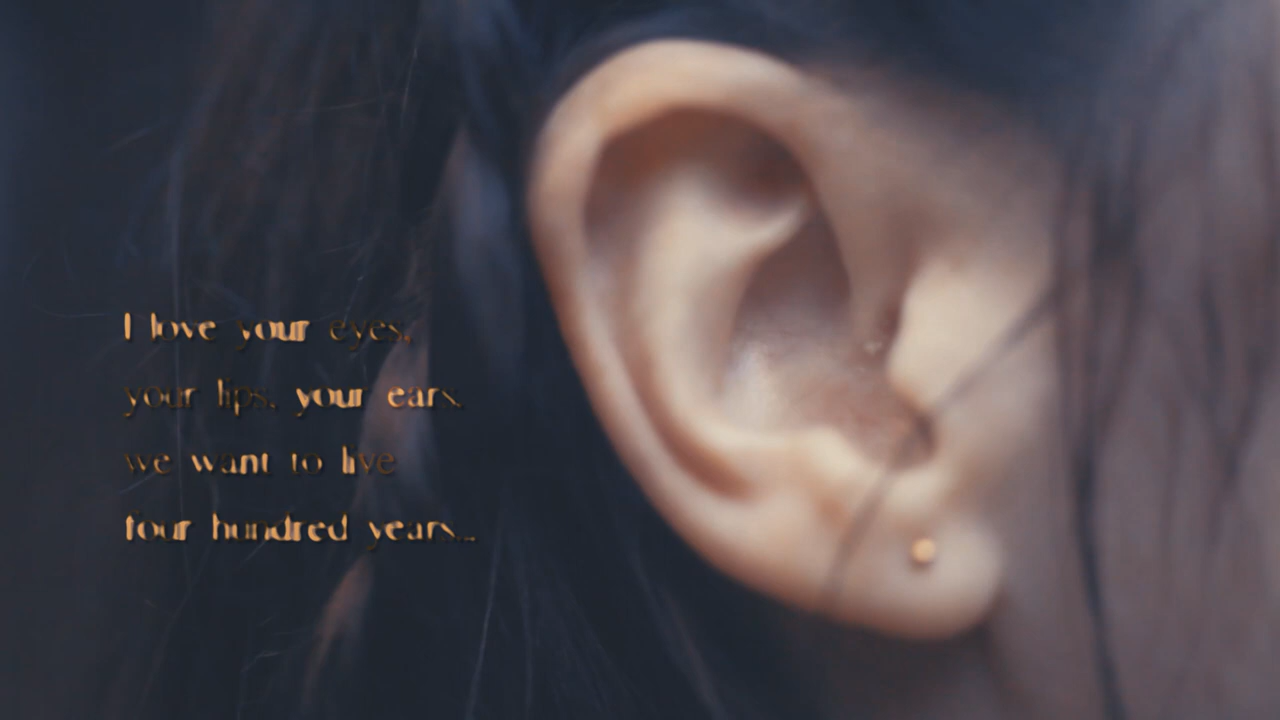 I love your eyes,
your lips, your ears
we want to live
four hundred years...